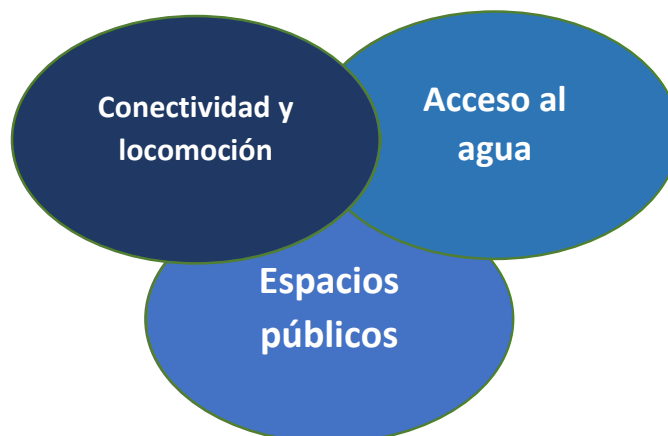 Conectividad y
locomoción
Acceso al
agua
Espacios
públicos